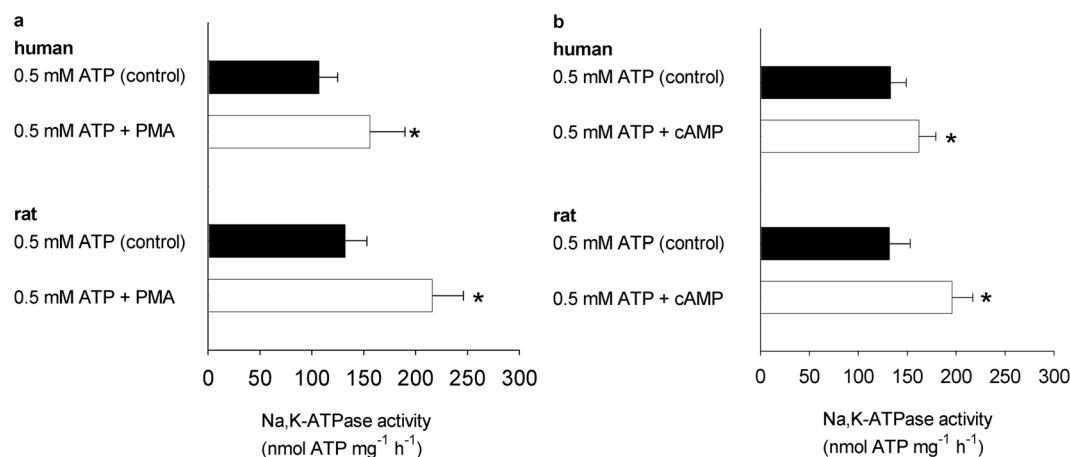 a
human
0.5 mM ATP (control)
0.5 mM ATP + PMA
*
rat
0.5 mM ATP (control)
0.5 mM ATP + PMA
*
0 50 100 150 200 250 300
Na,K-ATPase activity
(nmol ATP mg⁻¹ h⁻¹)
b
human
0.5 mM ATP (control)
0.5 mM ATP + cAMP
*
rat
0.5 mM ATP (control)
0.5 mM ATP + cAMP
*
0 50 100 150 200 250 300
Na,K-ATPase activity
(nmol ATP mg⁻¹ h⁻¹)